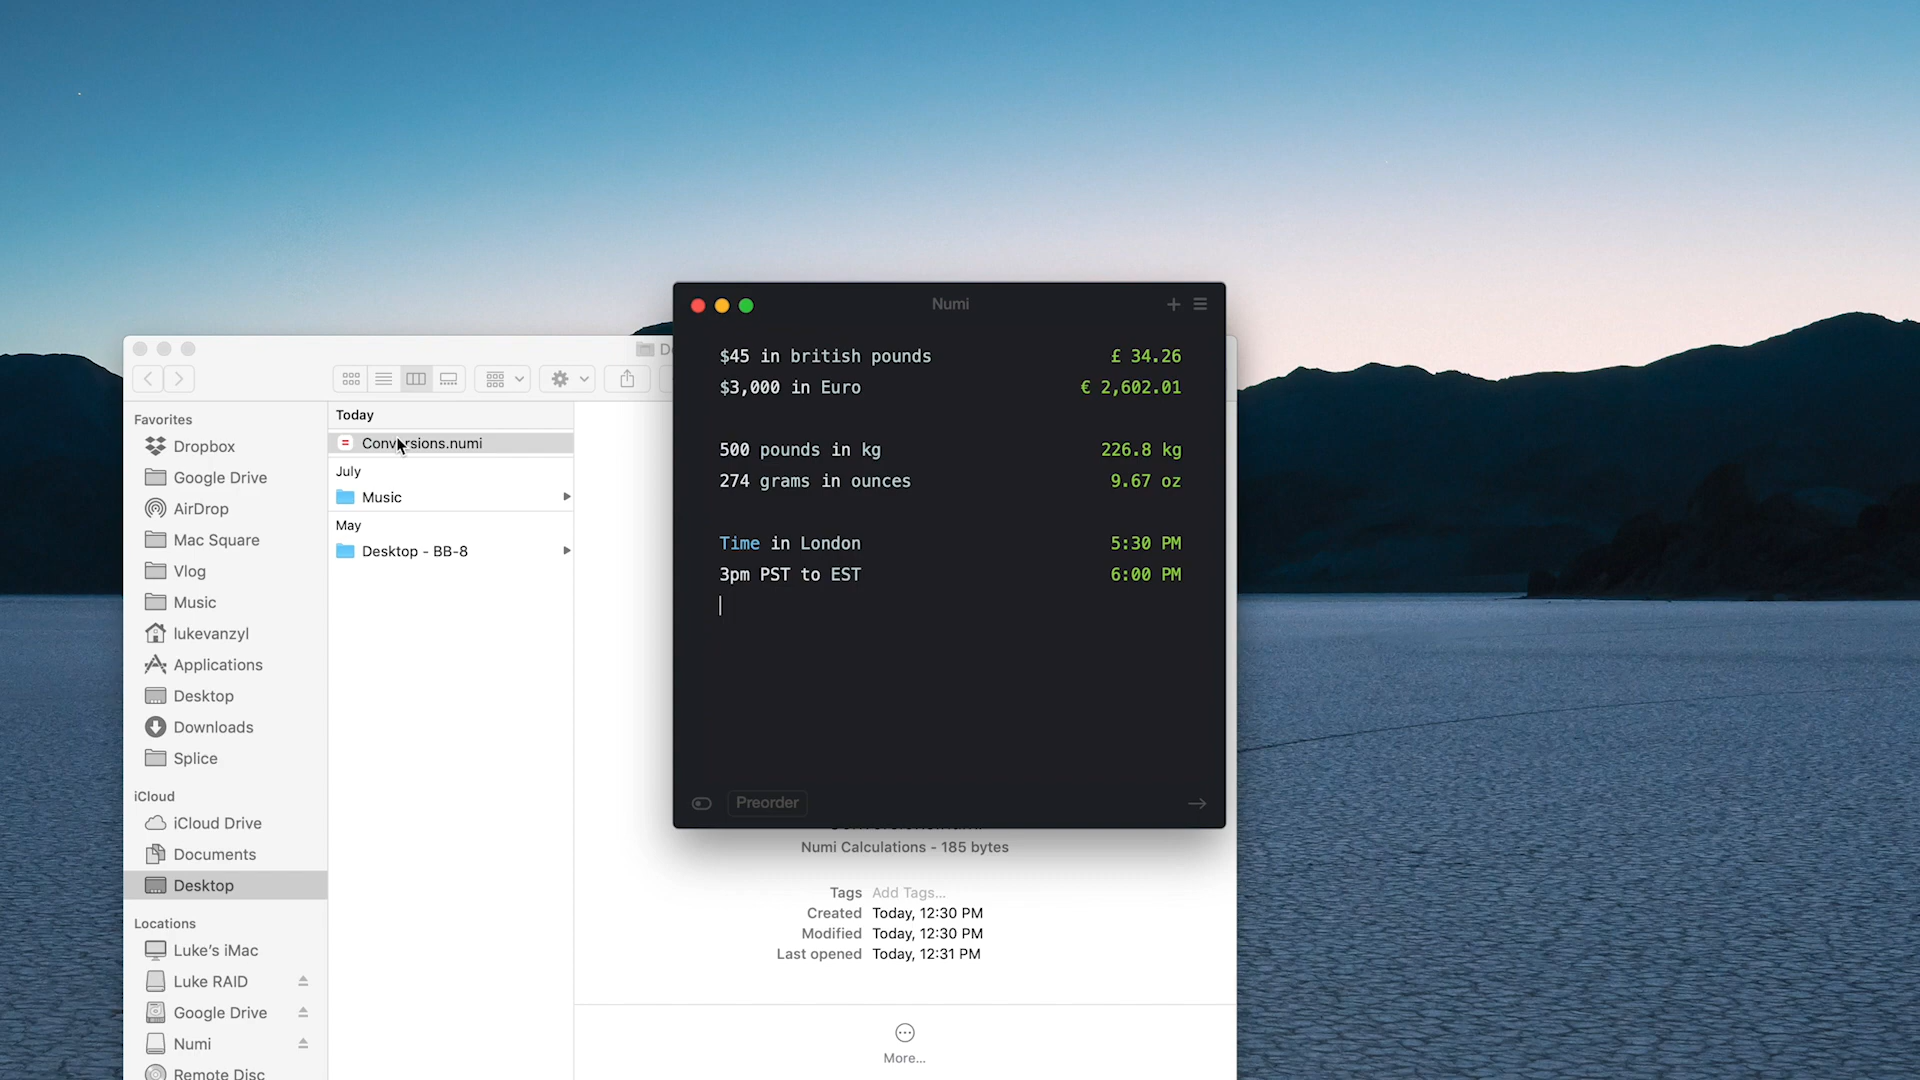 Numi
$45 in british pounds £ 34.26
$3,000 in Euro € 2,602.01
500 pounds in kg 226.8 kg
274 grams in ounces 9.67 oz
Time in London 5:30 PM
3pm PST to EST 6:00 PM
Preorder
Favorites
Dropbox
Google Drive
AirDrop
Mac Square
Vlog
Music
lukevanzyl
Applications
Desktop
Downloads
Splice
iCloud
iCloud Drive
Documents
Desktop
Locations
Luke's iMac
Luke RAID
Google Drive
Numi
Remote Disc
Today
Conversions.numi
July
Music
May
Desktop - BB-8
Numi Calculations - 185 bytes
Tags Add Tags...
Created Today, 12:30 PM
Modified Today, 12:30 PM
Last opened Today, 12:31 PM
More...